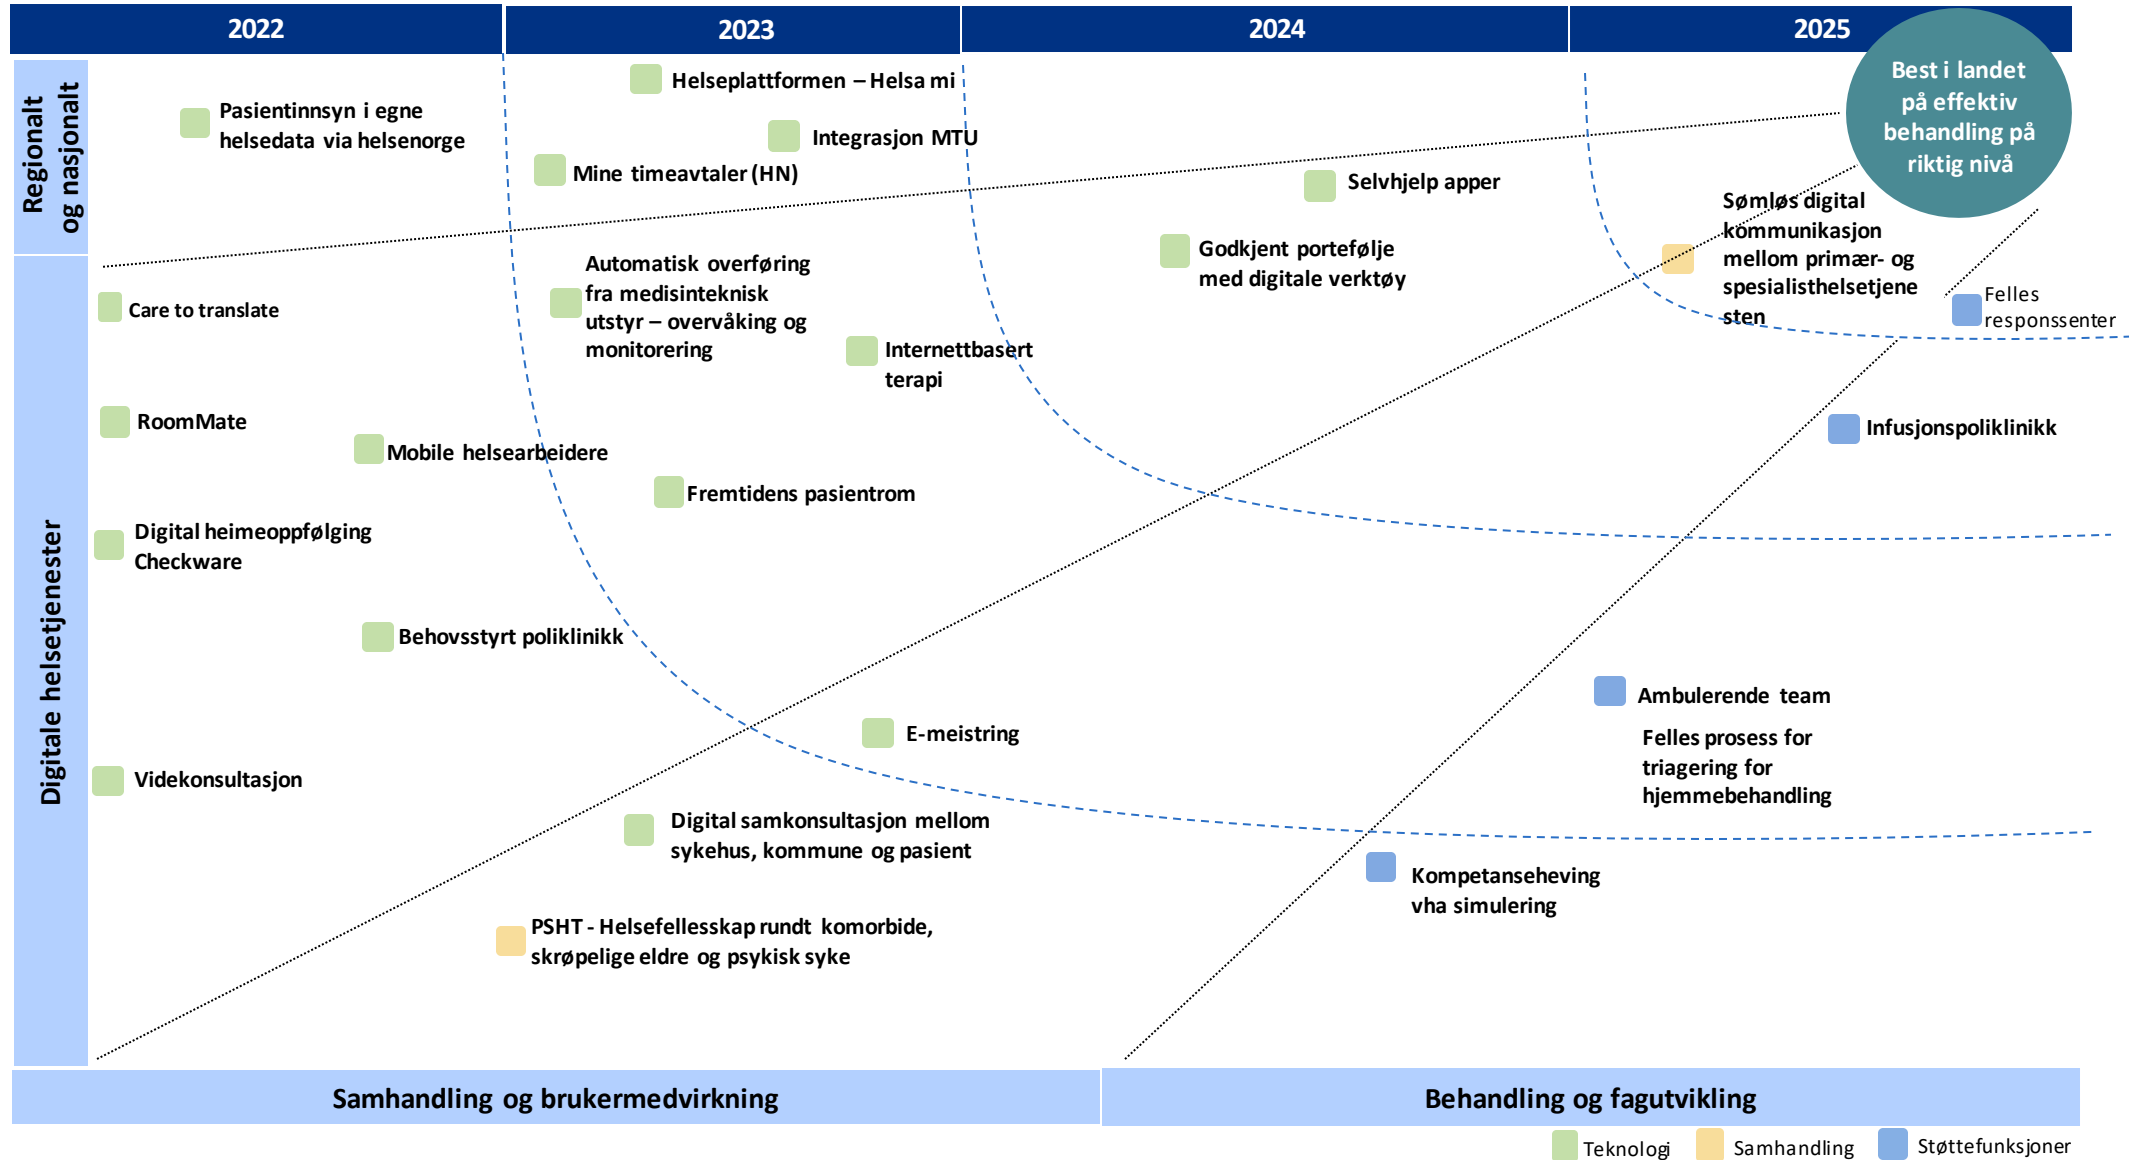 2022
2023
2024
2025
Best i landet
på effektiv
behandling på
riktig nivå
Regionalt
og nasjonalt
Pasientinnsyn i egne
helsedata via helsenorge
Helseplattformen – Helsa mi
Integrasjon MTU
Mine timeavtaler (HN)
Selvhjelp apper
Godkjent portefølje
med digitale verktøy
Sømløs digital
kommunikasjon
mellom primær- og
spesialisthelsetjene
sten
Felles
responssenter
Digitale helsetjenester
Care to translate
Automatisk overføring
fra medisinteknisk
utstyr – overvåking og
monitorering
Internettbasert
terapi
RoomMate
Mobile helsearbeidere
Fremtidens pasientrom
Infusjonspoliklinikk
Digital heimeoppfølging
Checkware
Behovsstyrt poliklinikk
E-meistring
Ambulerende team
Felles prosess for
triagering for
hjemmebehandling
Videkonsultasjon
Digital samkonsultasjon mellom
sykehus, kommune og pasient
Kompetanseheving
vha simulering
PSHT - Helsefellesskap rundt komorbide,
skrøpelige eldre og psykisk syke
Samhandling og brukermedvirkning
Behandling og fagutvikling
Teknologi
Samhandling
Støttefunksjoner